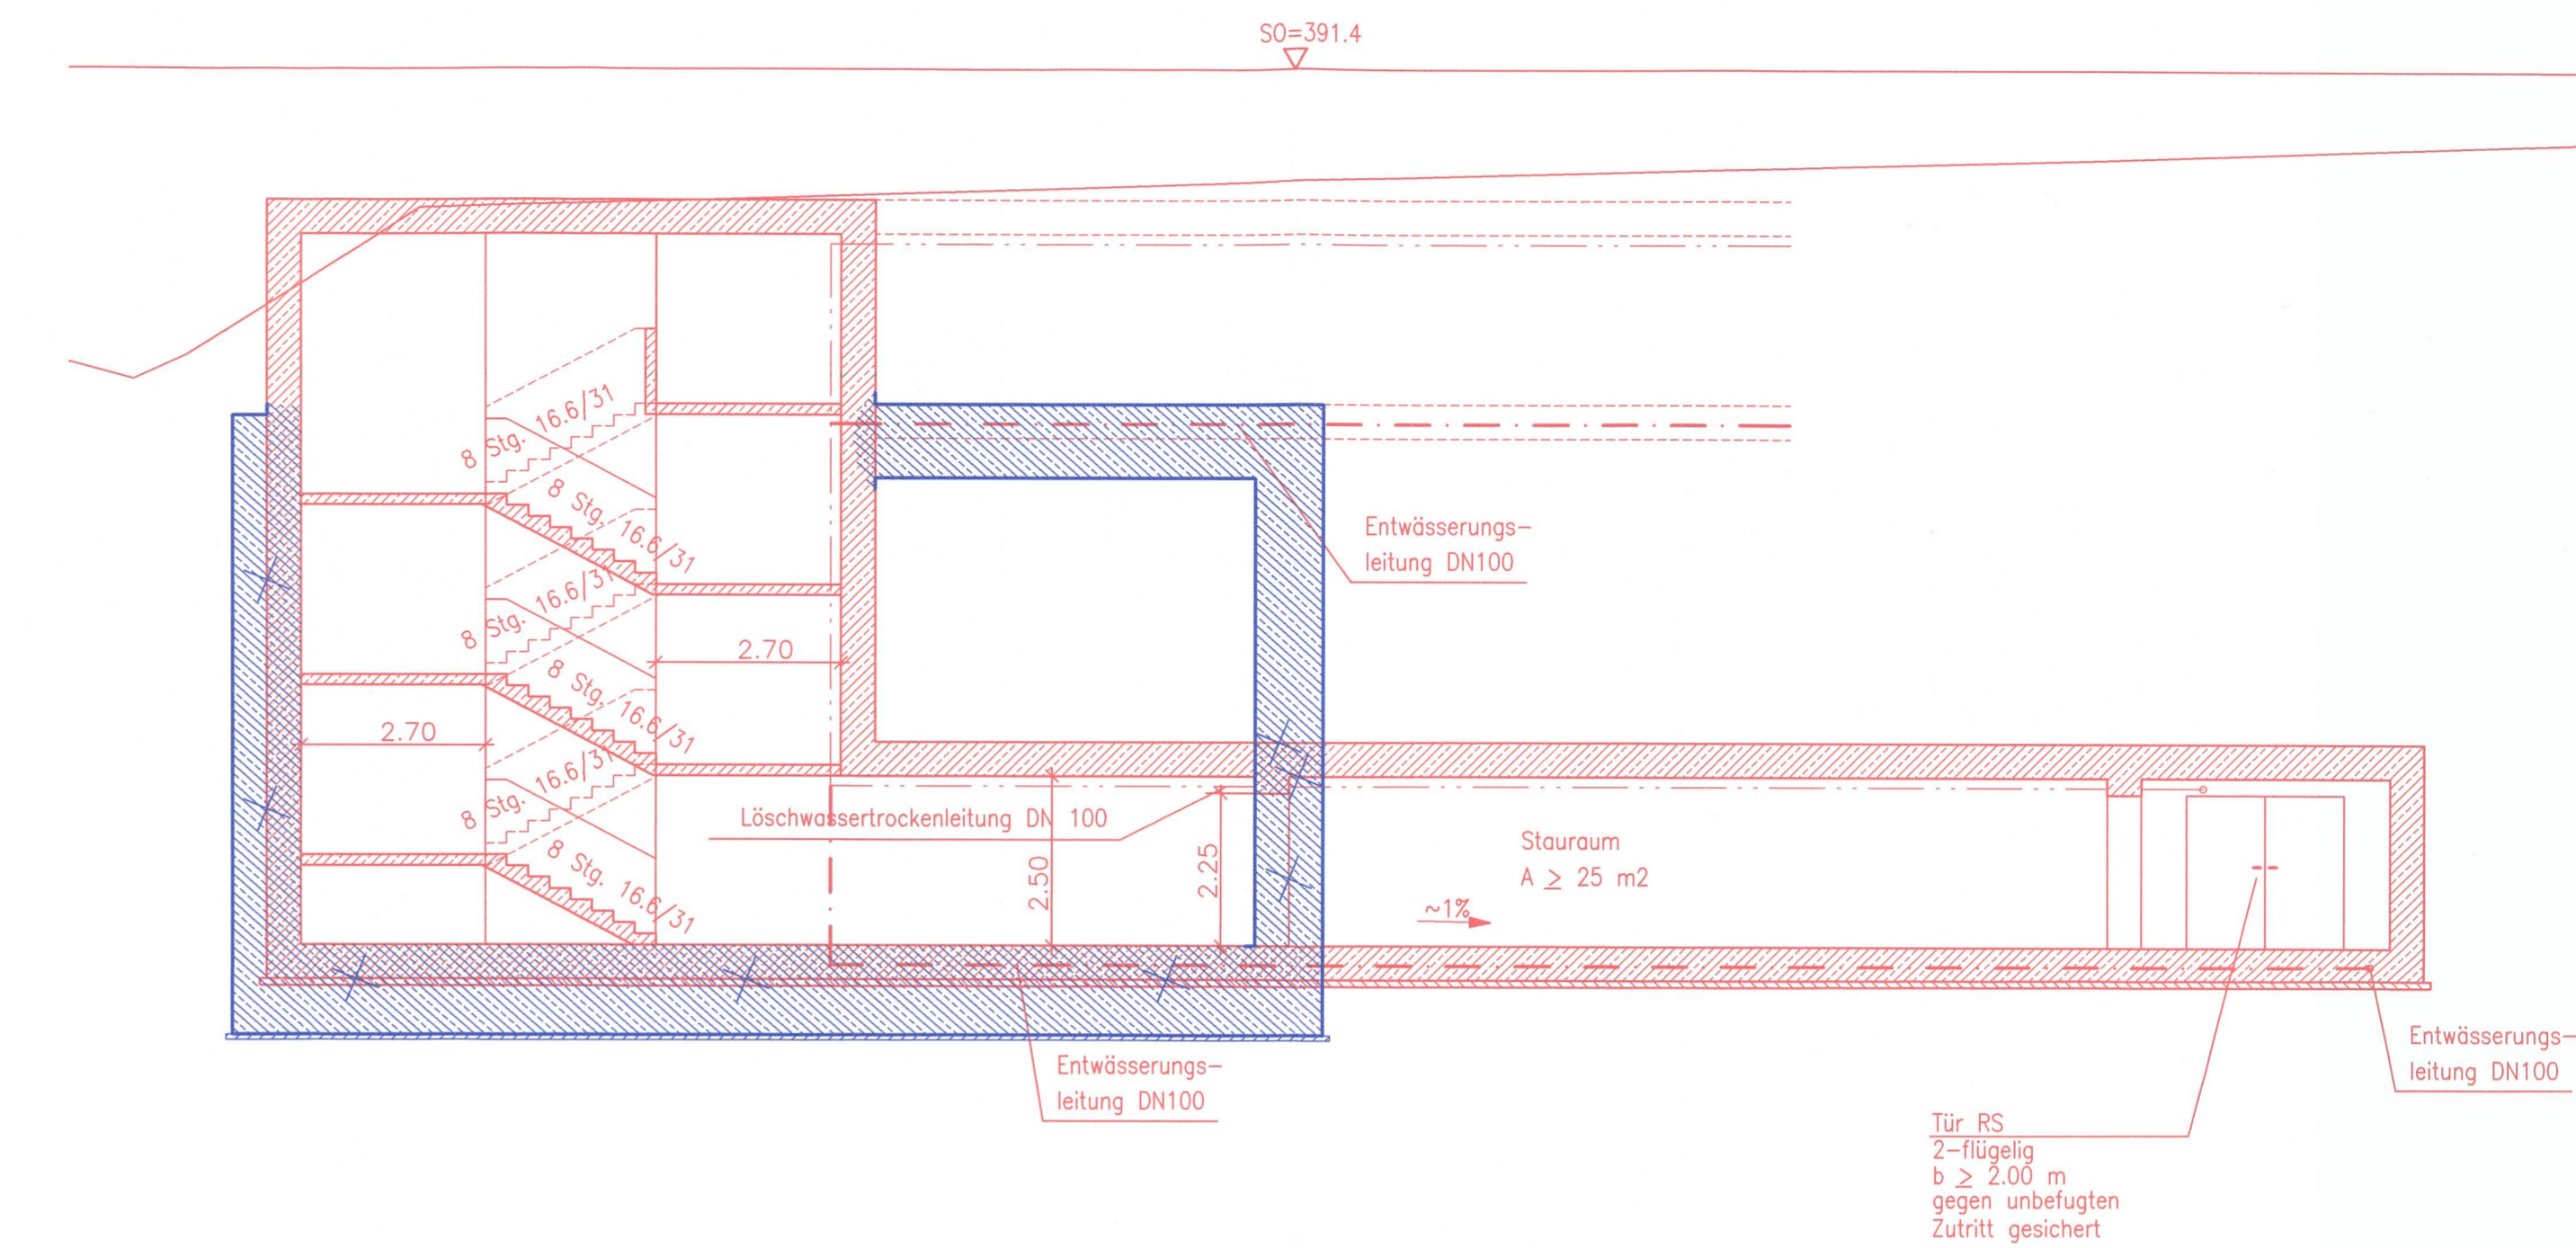 SO=391.4
8 Stg. 16.6/31
8 Stg. 16.6/31
Entwässerungs-
leitung DN100
8 Stg. 16.6/31
2.70
8 Stg. 16.6/31
2.70
8 Stg. 16.6/31
Löschwassertrockenleitung DN 100
8 Stg. 16.6/31
2.50
2.25
Stauraum
A ≥ 25 m2
~1%
Entwässerungs-
leitung DN100
Entwässerungs-
leitung DN100
Tür RS
2-flügelig
b ≥ 2.00 m
gegen unbefugten
Zutritt gesichert